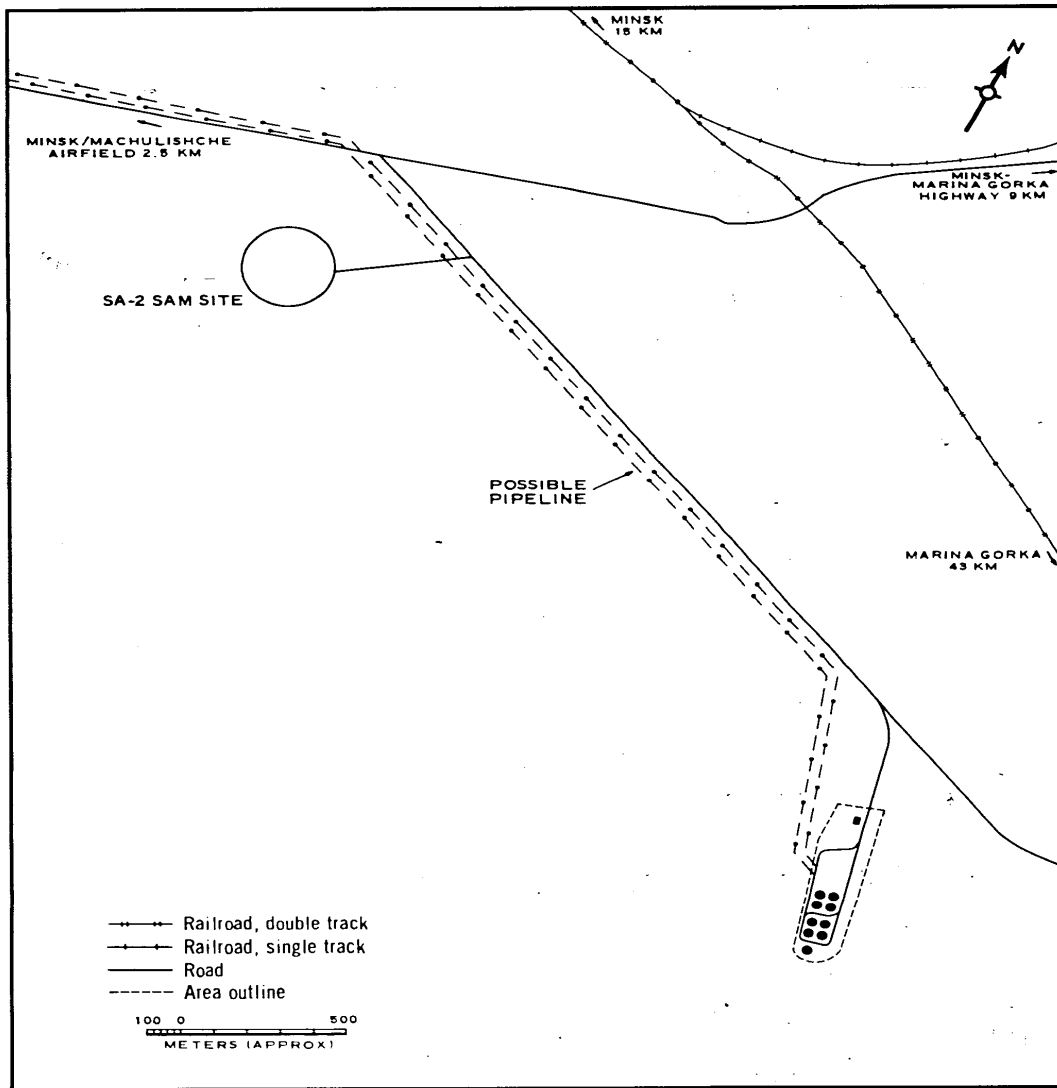 MINSK
15 KM
N
MINSK/MACHULISHCHE
AIRFIELD 2.5 KM
MINSK-
MARINA GORKA
HIGHWAY 9 KM
SA-2 SAM SITE
POSSIBLE
PIPELINE
MARINA GORKA
43 KM
Railroad, double track
Railroad, single track
Road
Area outline
100 0 500
METERS (APPROX)